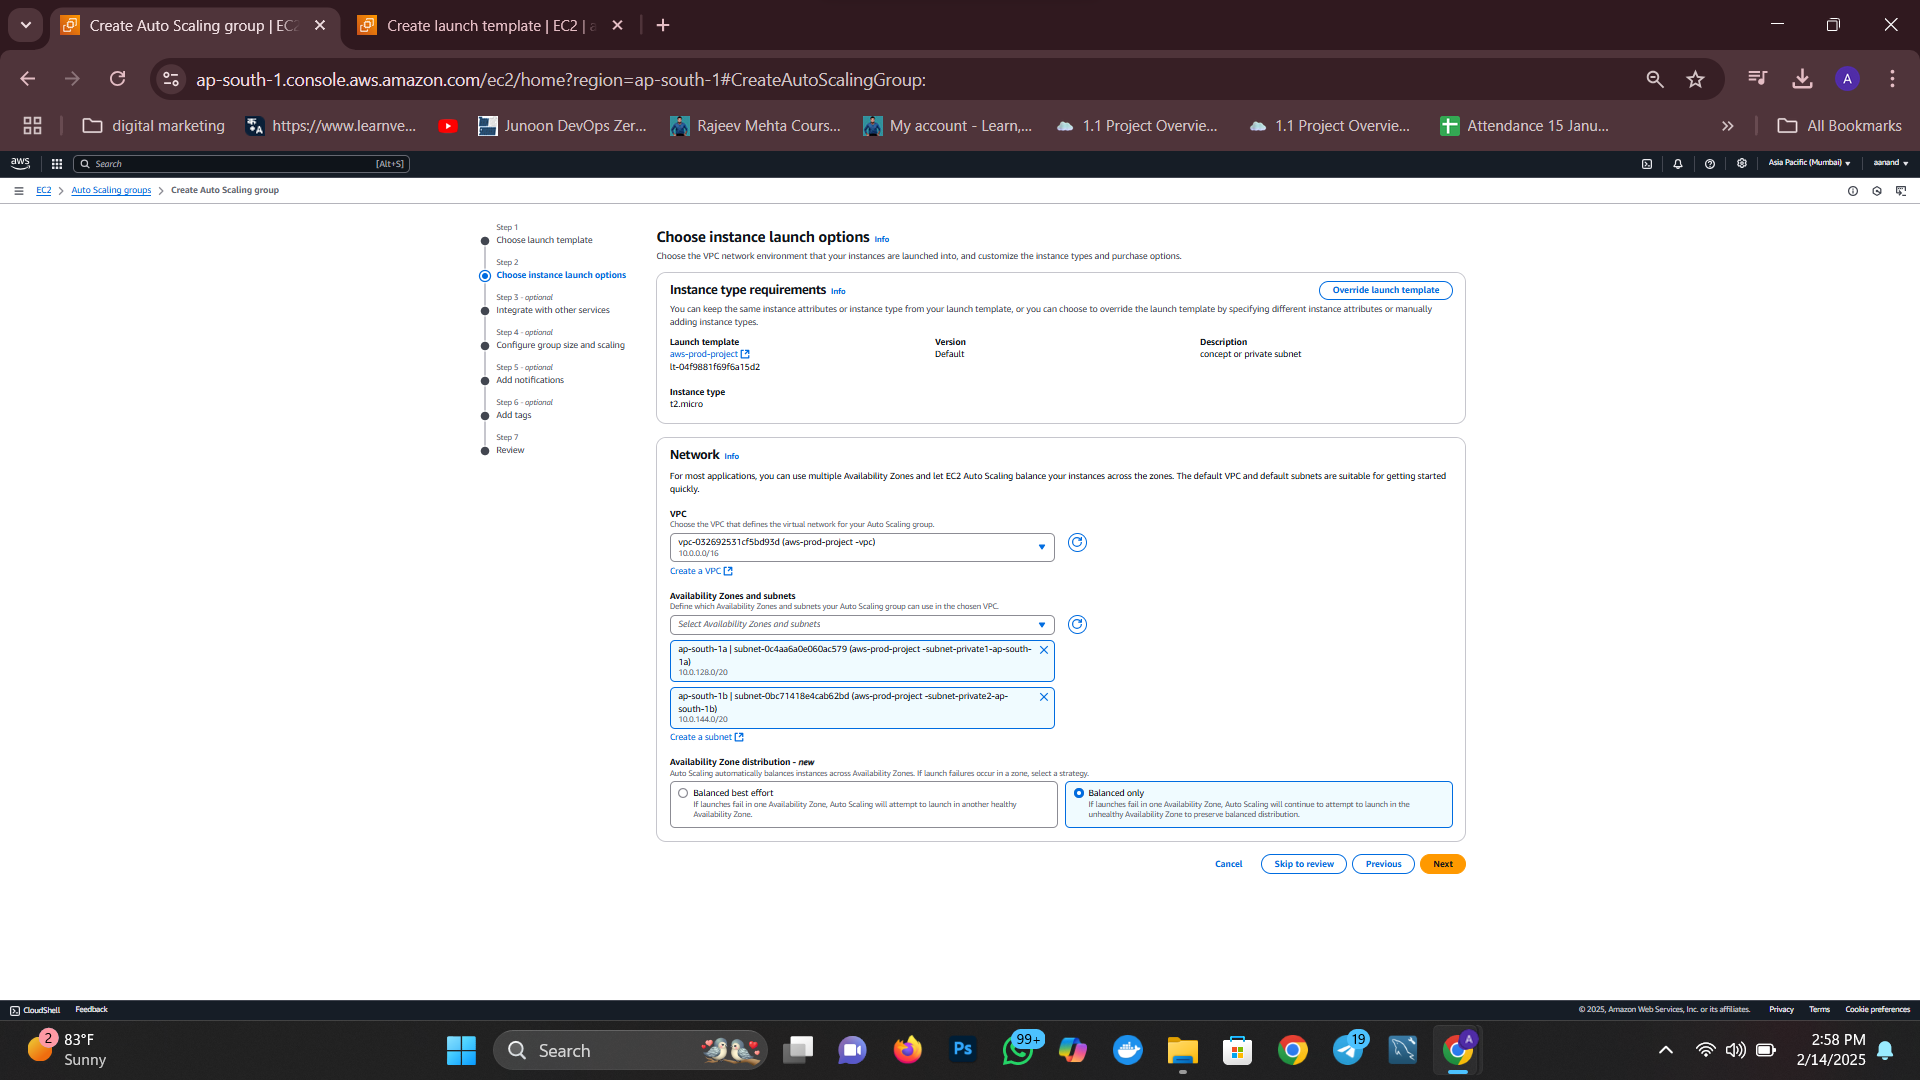 Create Auto Scaling group | EC2
Create launch template | EC2 | a
ap-south-1.console.aws.amazon.com/ec2/home?region=ap-south-1#CreateAutoScalingGroup:
A
digital marketing
https://www.learnve...
Junoon DevOps Zer...
Rajeev Mehta Cours...
My account - Learn,...
1.1 Project Overvie...
1.1 Project Overvie...
Attendance 15 Janu...
All Bookmarks
aws
Search
[Alt+S]
Asia Pacific (Mumbai)
aanand
EC2
Auto Scaling groups
Create Auto Scaling group
Step 1
Choose launch template
Step 2
Choose instance launch options
Step 3 - optional
Integrate with other services
Step 4 - optional
Configure group size and scaling
Step 5 - optional
Add notifications
Step 6 - optional
Add tags
Step 7
Review
Choose instance launch options Info
Choose the VPC network environment that your instances are launched into, and customize the instance types and purchase options.
Instance type requirements Info
Override launch template
You can keep the same instance attributes or instance type from your launch template, or you can choose to override the launch template by specifying different instance attributes or manually
adding instance types.
Launch template
aws-prod-project
lt-04f9881f69f6a15d2
Version
Default
Description
concept or private subnet
Instance type
t2.micro
Network Info
For most applications, you can use multiple Availability Zones and let EC2 Auto Scaling balance your instances across the zones. The default VPC and default subnets are suitable for getting started
quickly.
VPC
Choose the VPC that defines the virtual network for your Auto Scaling group.
vpc-032692531cf5bd93d (aws-prod-project -vpc)
10.0.0.0/16
Create a VPC
Availability Zones and subnets
Define which Availability Zones and subnets your Auto Scaling group can use in the chosen VPC.
Select Availability Zones and subnets
ap-south-1a | subnet-0c4aa6a0e060ac579 (aws-prod-project -subnet-private1-ap-south-
1a)
10.0.128.0/20
ap-south-1b | subnet-0bc71418e4cab62bd (aws-prod-project -subnet-private2-ap-
south-1b)
10.0.144.0/20
Create a subnet
Availability Zone distribution - new
Auto Scaling automatically balances instances across Availability Zones. If launch failures occur in a zone, select a strategy.
Balanced best effort
If launches fail in one Availability Zone, Auto Scaling will attempt to launch in another healthy
Availability Zone.
Balanced only
If launches fail in one Availability Zone, Auto Scaling will continue to attempt to launch in the
unhealthy Availability Zone to preserve balanced distribution.
Cancel
Skip to review
Previous
Next
CloudShell
Feedback
© 2025, Amazon Web Services, Inc. or its affiliates.
Privacy
Terms
Cookie preferences
2
83°F
Sunny
Search
Ps
99+
19
A
2:58 PM
2/14/2025